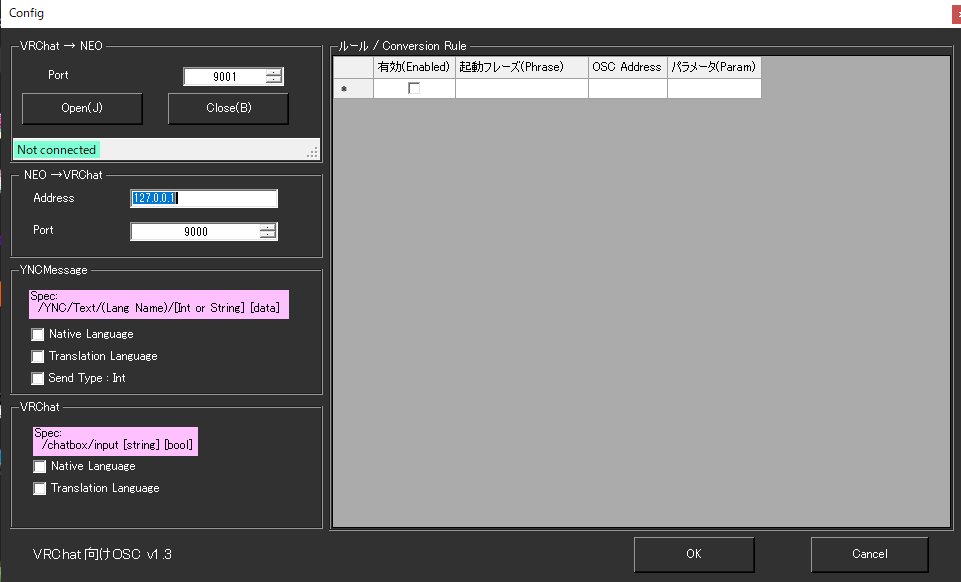 Config
VRChat → NEO
Port
9001
Open(J)
Close(B)
Not connected
NEO →VRChat
Address
127.0.0.1
Port
9000
YNCMessage
Spec:
/YNC/Text/(Lang Name)/[Int or String] [data]
Native Language
Translation Language
Send Type : Int
VRChat
Spec:
/chatbox/input [string] [bool]
Native Language
Translation Language
VRChat 向けOSC v1.3
ルール / Conversion Rule
有効(Enabled) 起動フレーズ(Phrase) OSC Address パラメータ(Param)
OK
Cancel